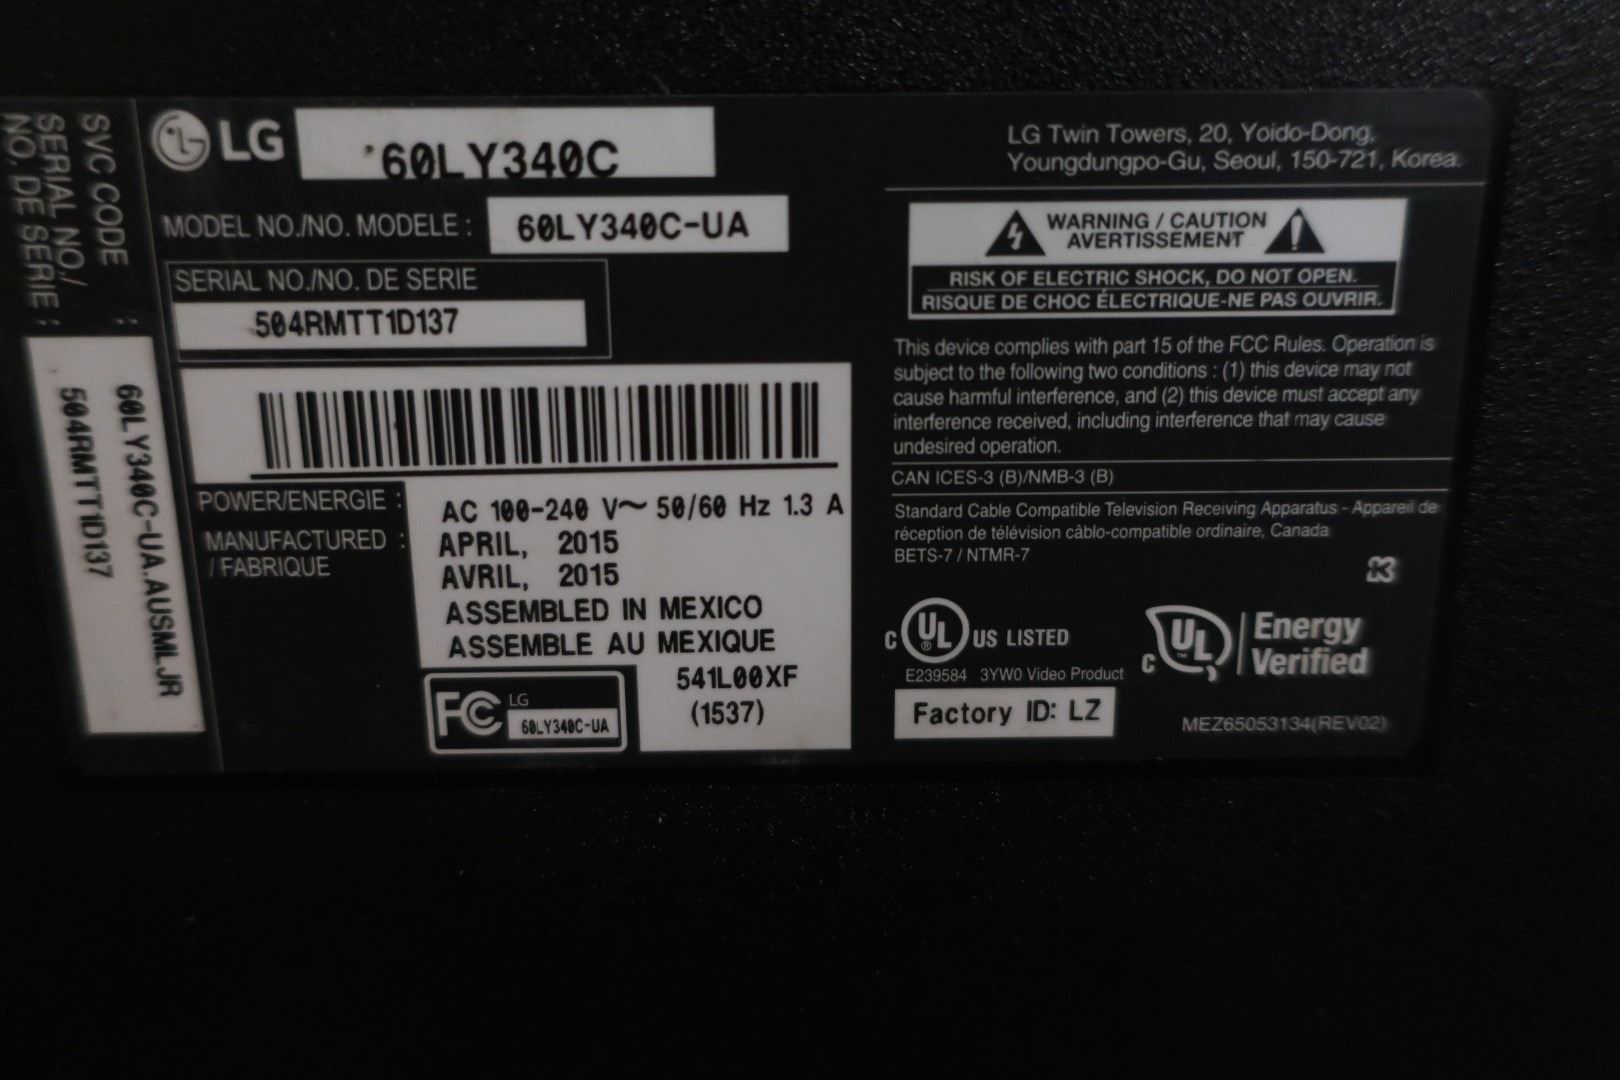 SVC CODE :
SERIAL NO./
NO. DE SERIE :
60LY340C-UA.AUSMLJR
504RMTT1D137
LG
60LY340C
MODEL NO./NO. MODELE : 60LY340C-UA
SERIAL NO./NO. DE SERIE
504RMTT1D137
POWER/ENERGIE : AC 100-240 V~ 50/60 Hz 1.3 A
MANUFACTURED : APRIL, 2015
/ FABRIQUE AVRIL, 2015
ASSEMBLED IN MEXICO
ASSEMBLE AU MEXIQUE
541L00XF
(1537)
FC LG
60LY340C-UA
LG Twin Towers, 20, Yoido-Dong,
Youngdungpo-Gu, Seoul, 150-721, Korea.
WARNING / CAUTION
AVERTISSEMENT
RISK OF ELECTRIC SHOCK, DO NOT OPEN.
RISQUE DE CHOC ÉLECTRIQUE-NE PAS OUVRIR.
This device complies with part 15 of the FCC Rules. Operation is
subject to the following two conditions : (1) this device may not
cause harmful interference, and (2) this device must accept any
interference received, including interference that may cause
undesired operation.
CAN ICES-3 (B)/NMB-3 (B)
Standard Cable Compatible Television Receiving Apparatus - Appareil de
réception de télévision câblo-compatible ordinaire, Canada
BETS-7 / NTMR-7
C UL ® US LISTED
E239584 3YW0 Video Product
C UL ™ Energy
Verified
Factory ID: LZ
MEZ65053134(REV02)